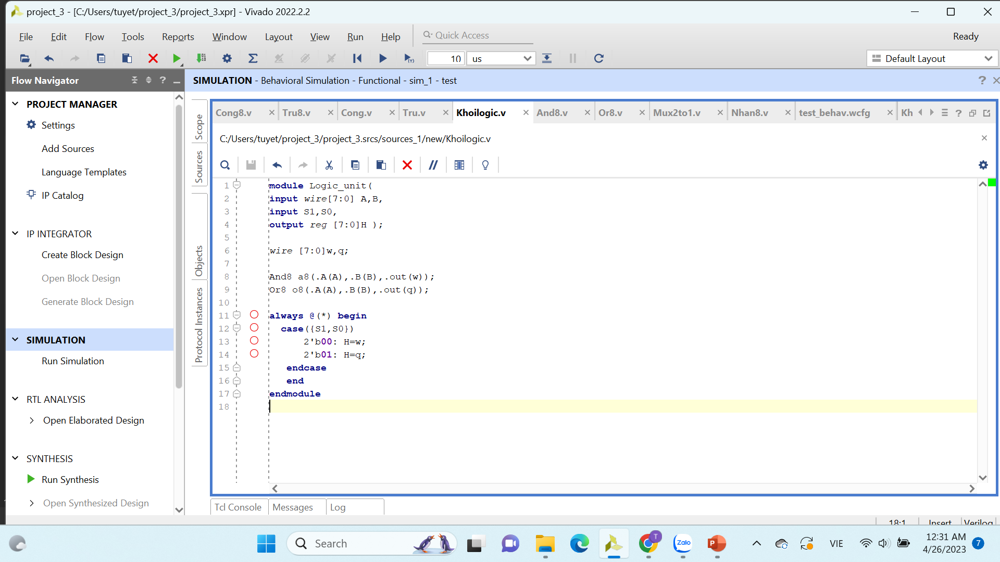 project_3 - [C:/Users/tuyet/project_3/project_3.xpr] - Vivado 2022.2.2
File Edit Flow Tools Reports Window Layout View Run Help Quick Access Ready
10 us Default Layout
Flow Navigator
SIMULATION - Behavioral Simulation - Functional - sim_1 - test
PROJECT MANAGER
Settings
Add Sources
Language Templates
IP Catalog
IP INTEGRATOR
Create Block Design
Open Block Design
Generate Block Design
SIMULATION
Run Simulation
RTL ANALYSIS
Open Elaborated Design
SYNTHESIS
Run Synthesis
Open Synthesized Design
Scope
Sources
Objects
Protocol Instances
Cong8.v Tru8.v Cong.v Tru.v Khoilogic.v And8.v Or8.v Mux2to1.v Nhan8.v test_behav.wcfg Kh
C:/Users/tuyet/project_3/project_3.srcs/sources_1/new/Khoilogic.v
1 module Logic_unit(
2 input wire[7:0] A,B,
3 input S1,S0,
4 output reg [7:0]H );
5
6 wire [7:0]w,q;
7
8 And8 a8(.A(A),.B(B),.out(w));
9 Or8 o8(.A(A),.B(B),.out(q));
10
11 always @(*) begin
12 case({S1,S0})
13 2'b00: H=w;
14 2'b01: H=q;
15 endcase
16 end
17 endmodule
18
Tcl Console Messages Log
18:1 Insert Verilog
Search
T
Zalo
P
VIE
12:31 AM
4/26/2023
7